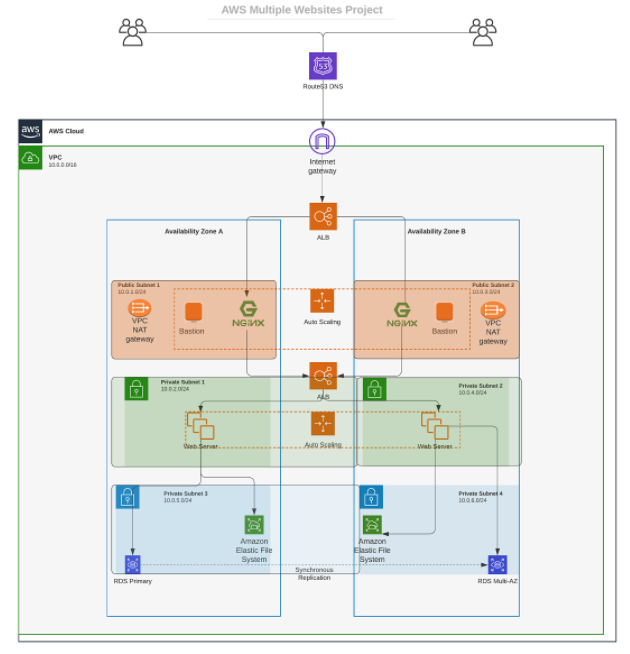 AWS Multiple Websites Project
53
Route53 DNS
aws
AWS Cloud
VPC
10.0.0.0/16
Internet
gateway
ALB
Availability Zone A
Availability Zone B
Public Subnet 1
10.0.1.0/24
Public Subnet 2
10.0.3.0/24
VPC
NAT
gateway
Bastion
NGINX
Auto Scaling
NGINX
Bastion
VPC
NAT
gateway
ALB
Private Subnet 1
10.0.2.0/24
Private Subnet 2
10.0.4.0/24
Web Server
Auto Scaling
Web Server
Private Subnet 3
10.0.5.0/24
Private Subnet 4
10.0.6.0/24
Amazon
Elastic File
System
Amazon
Elastic File
System
RDS Primary
Synchronous
Replication
RDS Multi-AZ